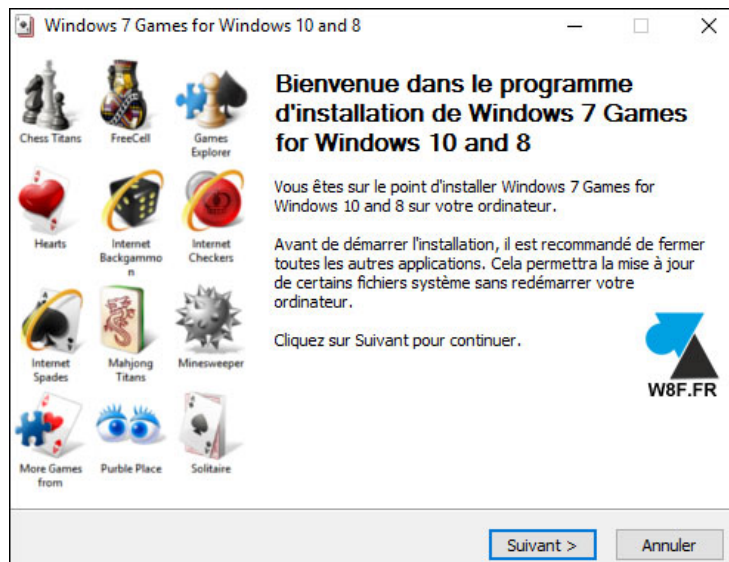 Windows 7 Games for Windows 10 and 8
Chess Titans
FreeCell
Games
Explorer
Hearts
Internet
Backgammo
n
Internet
Checkers
Internet
Spades
Mahjong
Titans
Minesweeper
More Games
from
Purble Place
Solitaire
Bienvenue dans le programme
d'installation de Windows 7 Games
for Windows 10 and 8
Vous êtes sur le point d'installer Windows 7 Games for
Windows 10 and 8 sur votre ordinateur.
Avant de démarrer l'installation, il est recommandé de fermer
toutes les autres applications. Cela permettra la mise à jour
de certains fichiers système sans redémarrer votre
ordinateur.
Cliquez sur Suivant pour continuer.
W8F.FR
Suivant >
Annuler